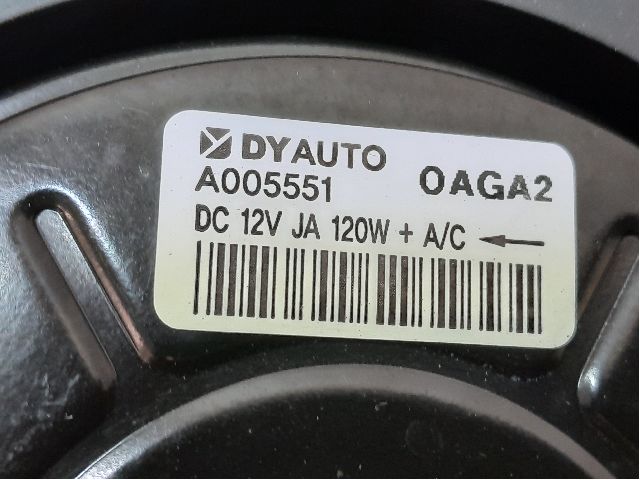 DYAUTO
A005551 OAGA2
DC 12V JA 120W + A/C ←